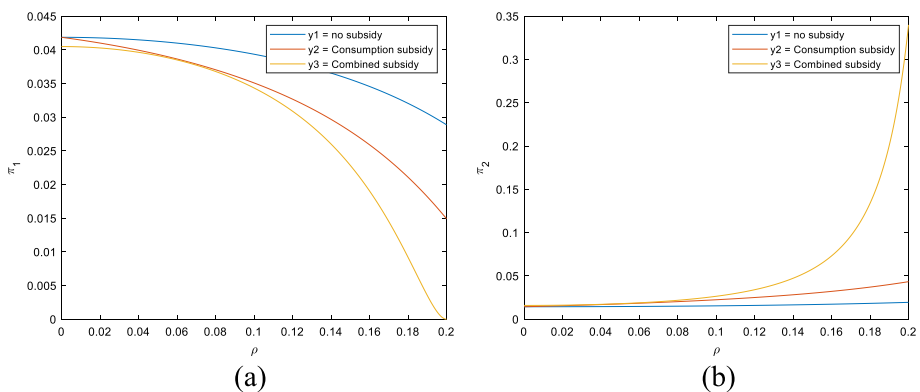 0.045
0.04
0.035
0.03
0.025
0.02
0.015
0.01
0.005
0
π1
y1 = no subsidy
y2 = Consumption subsidy
y3 = Combined subsidy
0 0.02 0.04 0.06 0.08 0.1 0.12 0.14 0.16 0.18 0.2
ρ
(a)
0.35
0.3
0.25
0.2
0.15
0.1
0.05
0
π2
y1 = no subsidy
y2 = Consumption subsidy
y3 = Combined subsidy
0 0.02 0.04 0.06 0.08 0.1 0.12 0.14 0.16 0.18 0.2
ρ
(b)